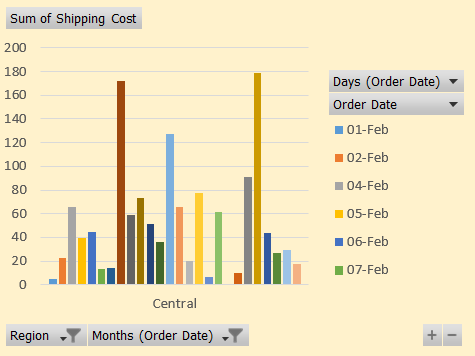 Sum of Shipping Cost
200
180
160
140
120
100
80
60
40
20
0
Central
Days (Order Date)
Order Date
01-Feb
02-Feb
04-Feb
05-Feb
06-Feb
07-Feb
Region
Months (Order Date)
+ −